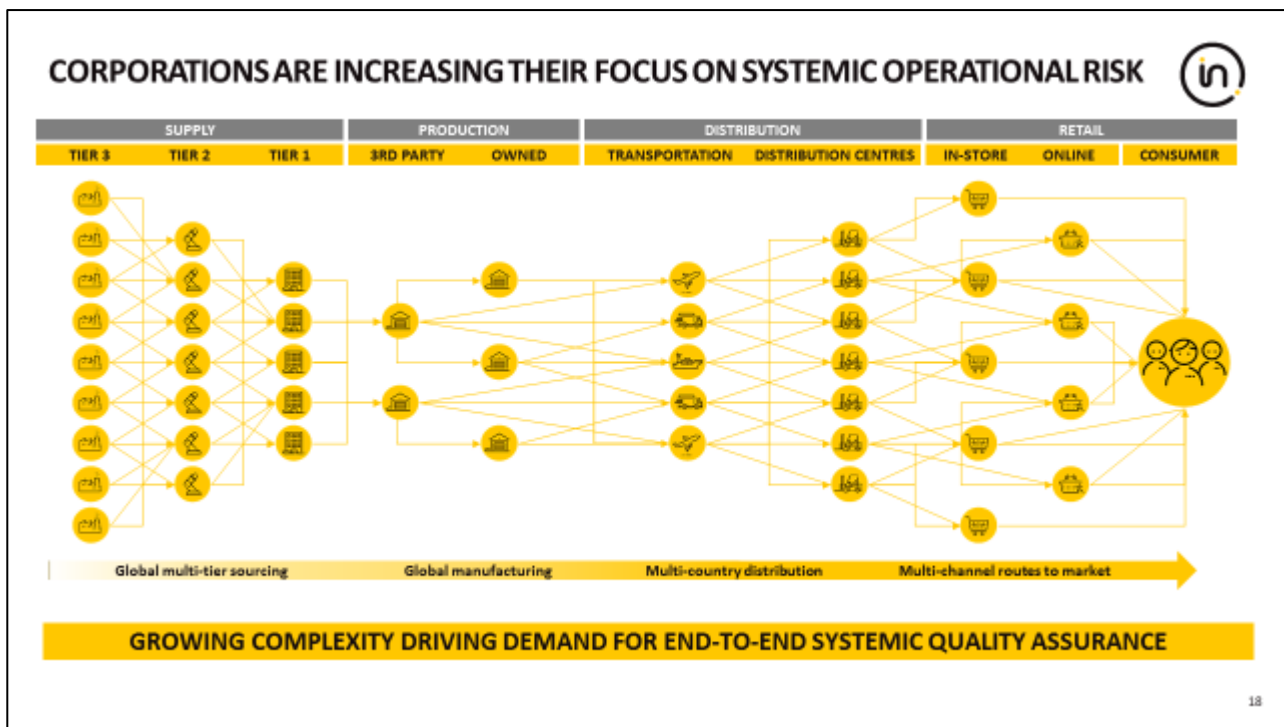 CORPORATIONS ARE INCREASING THEIR FOCUS ON SYSTEMIC OPERATIONAL RISK
in
SUPPLY PRODUCTION DISTRIBUTION RETAIL
TIER 3 TIER 2 TIER 1 3RD PARTY OWNED TRANSPORTATION DISTRIBUTION CENTRES IN-STORE ONLINE CONSUMER
Global multi-tier sourcing Global manufacturing Multi-country distribution Multi-channel routes to market
GROWING COMPLEXITY DRIVING DEMAND FOR END-TO-END SYSTEMIC QUALITY ASSURANCE
18